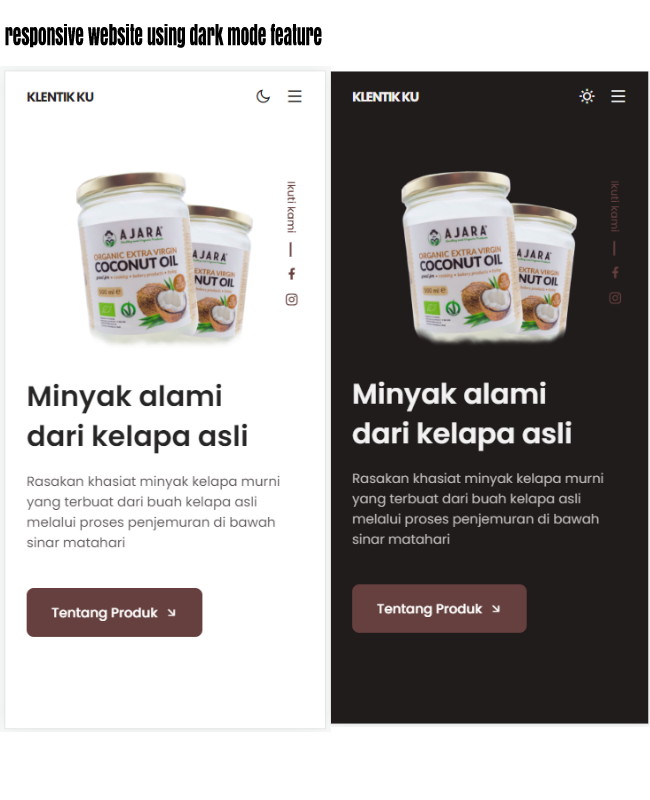 responsive website using dark mode feature
KLENTIK KU
Ikuti kami
AJARA
ORGANIC EXTRA VIRGIN
COCONUT OIL
AJARA
EXTRA VIRGIN
NUT OIL
Minyak alami
dari kelapa asli
Rasakan khasiat minyak kelapa murni
yang terbuat dari buah kelapa asli
melalui proses penjemuran di bawah
sinar matahari
Tentang Produk
KLENTIK KU
Ikuti kami
AJARA
ORGANIC EXTRA VIRGIN
COCONUT OIL
AJARA
EXTRA VIRGIN
NUT OIL
Minyak alami
dari kelapa asli
Rasakan khasiat minyak kelapa murni
yang terbuat dari buah kelapa asli
melalui proses penjemuran di bawah
sinar matahari
Tentang Produk